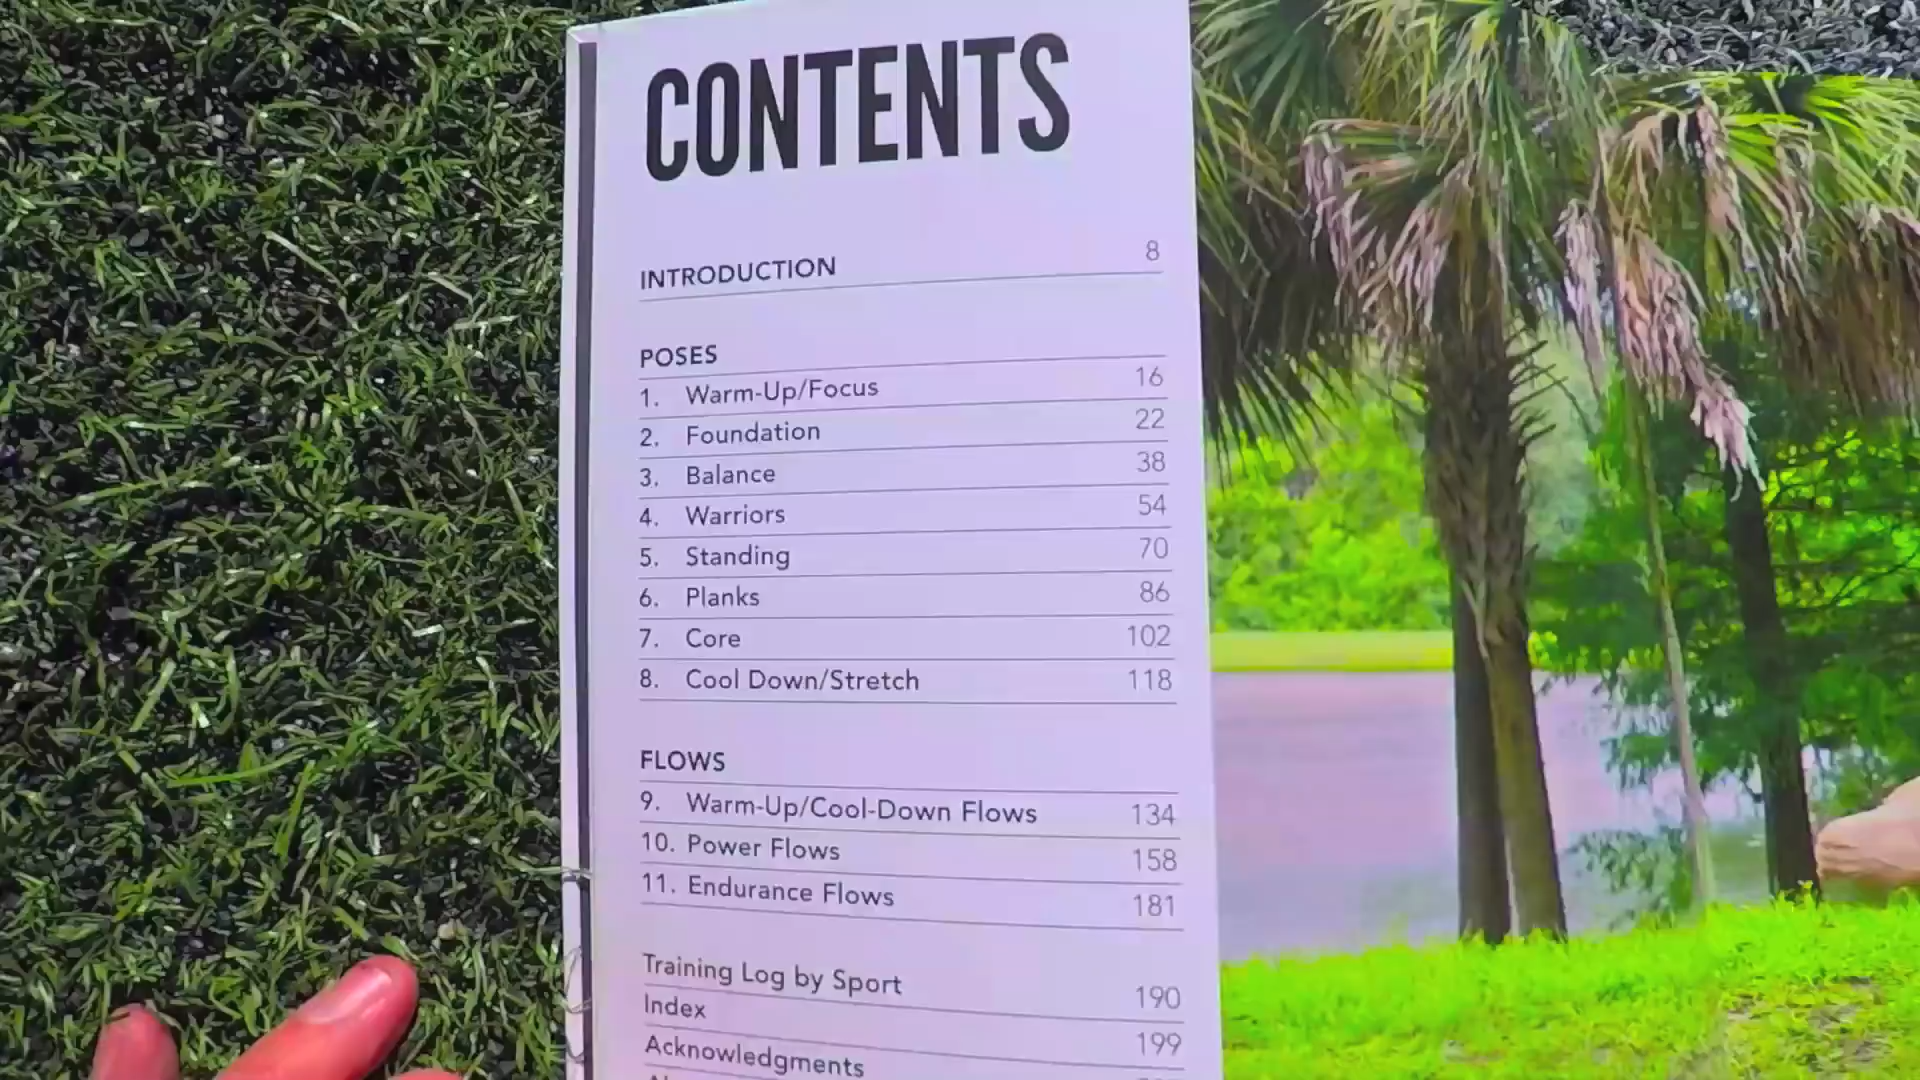 CONTENTS
INTRODUCTION 8
POSES
1. Warm-Up/Focus 16
2. Foundation 22
3. Balance 38
4. Warriors 54
5. Standing 70
6. Planks 86
7. Core 102
8. Cool Down/Stretch 118
FLOWS
9. Warm-Up/Cool-Down Flows 134
10. Power Flows 158
11. Endurance Flows 181
Training Log by Sport 190
Index 199
Acknowledgments